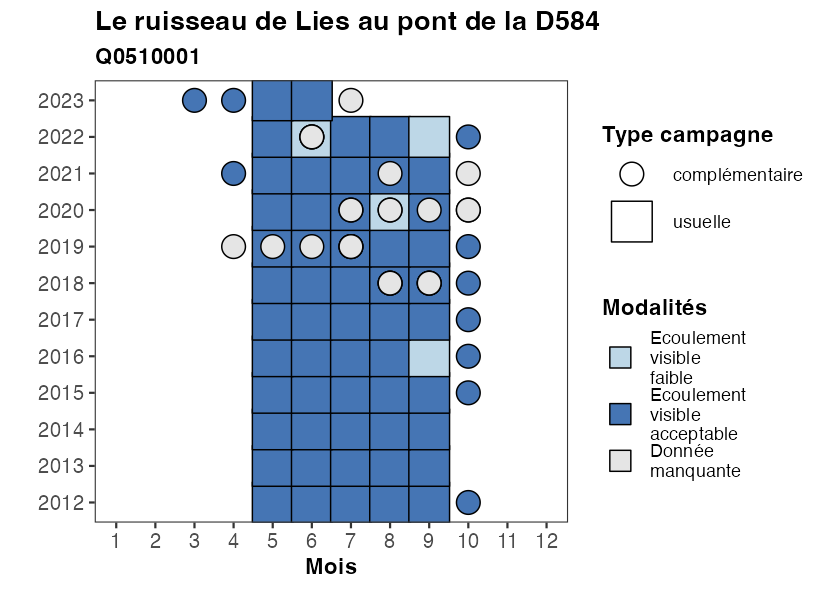 Le ruisseau de Lies au pont de la D584
Q0510001
2023
2022
2021
2020
2019
2018
2017
2016
2015
2014
2013
2012
1 2 3 4 5 6 7 8 9 10 11 12
Mois
Type campagne
complémentaire
usuelle
Modalités
Ecoulement
visible
faible
Ecoulement
visible
acceptable
Donnée
manquante